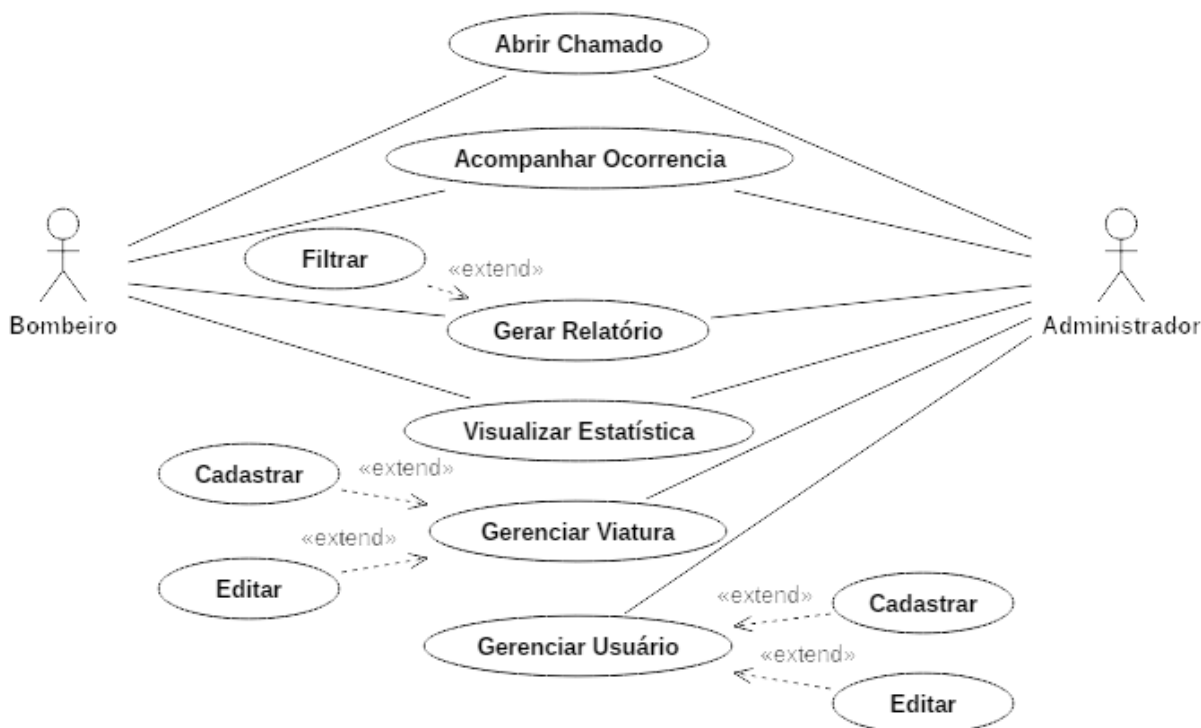 Abrir Chamado
Acompanhar Ocorrencia
Filtrar
«extend»
Bombeiro
Gerar Relatório
Administrador
Visualizar Estatística
Cadastrar
«extend»
Gerenciar Viatura
«extend»
Editar
«extend»
Cadastrar
Gerenciar Usuário
«extend»
Editar